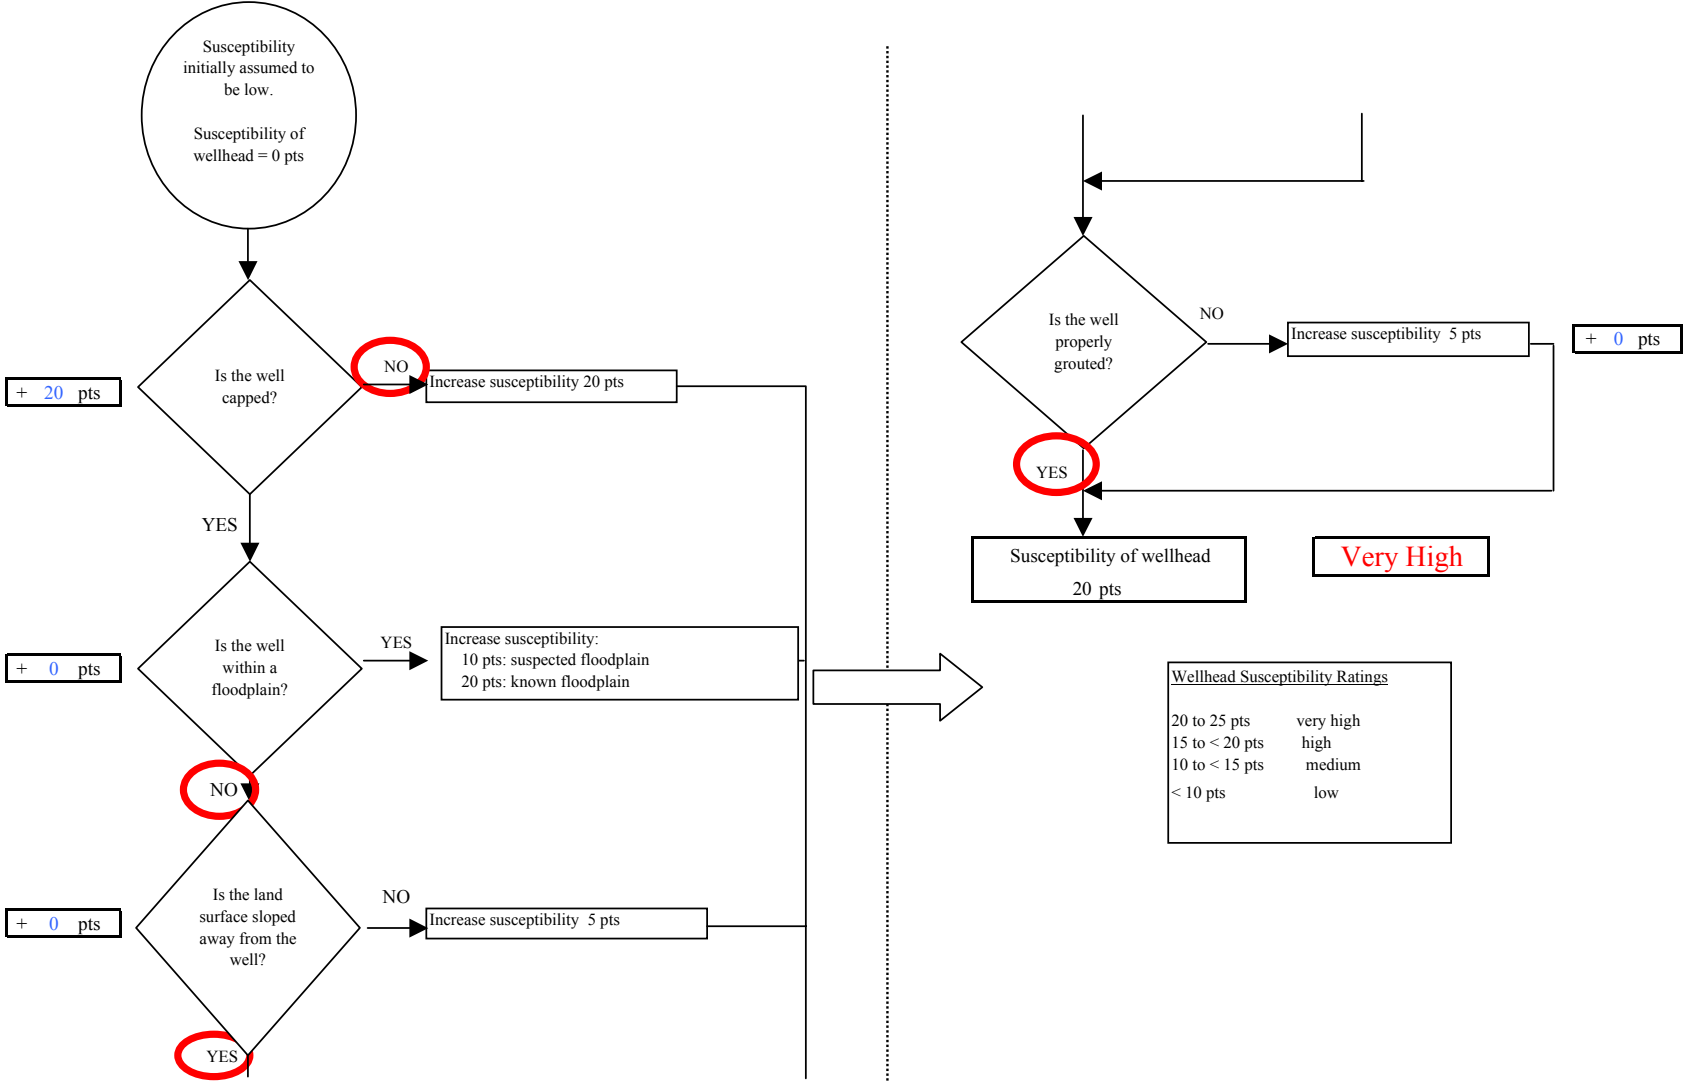 Susceptibility
initially assumed to
be low.
Susceptibility of
wellhead = 0 pts
Is the well
capped?
NO
Increase susceptibility 20 pts
+ 20 pts
YES
Is the well
within a
floodplain?
YES
Increase susceptibility:
10 pts: suspected floodplain
20 pts: known floodplain
+ 0 pts
NO
Is the land
surface sloped
away from the
well?
NO
Increase susceptibility 5 pts
+ 0 pts
YES
Is the well
properly
grouted?
NO
Increase susceptibility 5 pts
+ 0 pts
YES
Susceptibility of wellhead
20 pts
Very High
Wellhead Susceptibility Ratings
20 to 25 pts very high
15 to < 20 pts high
10 to < 15 pts medium
< 10 pts low